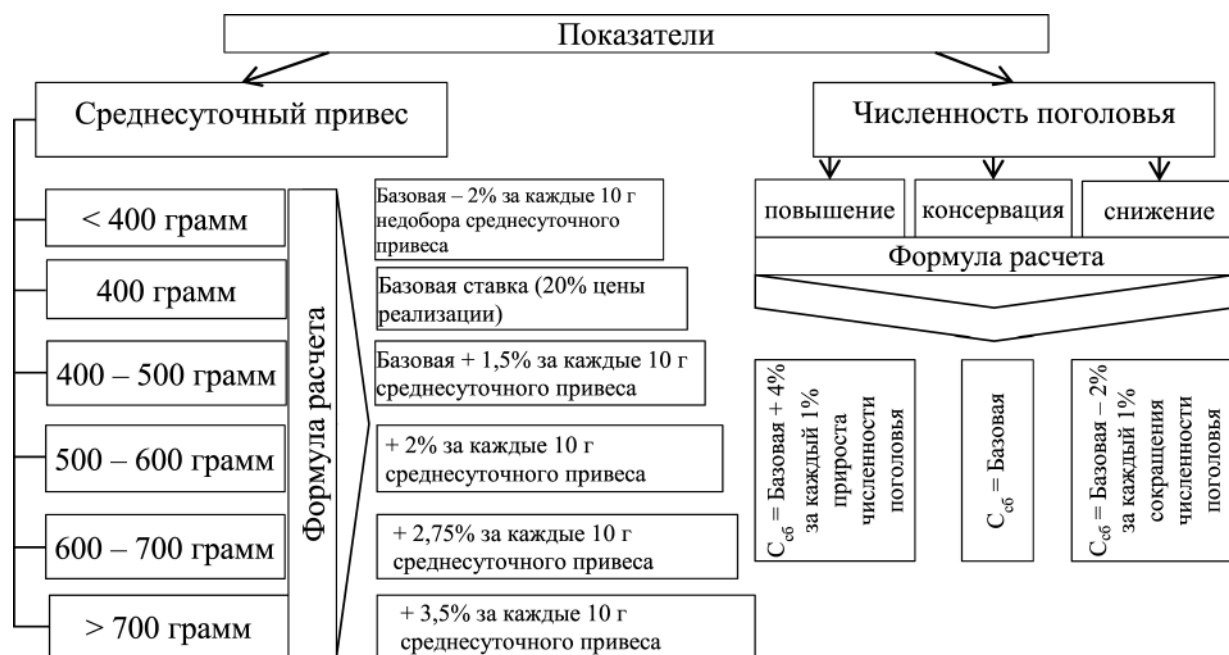 Показатели
Среднесуточный привес
< 400 грамм
400 грамм
400 – 500 грамм
500 – 600 грамм
600 – 700 грамм
> 700 грамм
Формула расчета
Базовая – 2% за каждые 10 г
недобора среднесуточного
привеса
Базовая ставка (20% цены
реализации)
Базовая + 1,5% за каждые 10 г
среднесуточного привеса
+ 2% за каждые 10 г
среднесуточного привеса
+ 2,75% за каждые 10 г
среднесуточного привеса
+ 3,5% за каждые 10 г
среднесуточного привеса
Численность поголовья
повышение
консервация
снижение
Формула расчета
Ссб = Базовая + 4%
за каждый 1%
прироста
численности
поголовья
Ссб = Базовая
Ссб = Базовая – 2%
за каждый 1%
сокращения
численности
поголовья